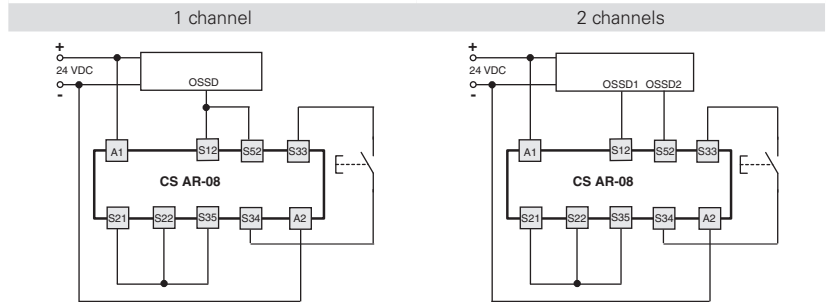 1 channel
2 channels
+
24 VDC
-
OSSD
A1
S12
S52
S33
CS AR-08
S21
S22
S35
S34
A2
+
24 VDC
-
OSSD1 OSSD2
A1
S12
S52
S33
CS AR-08
S21
S22
S35
S34
A2